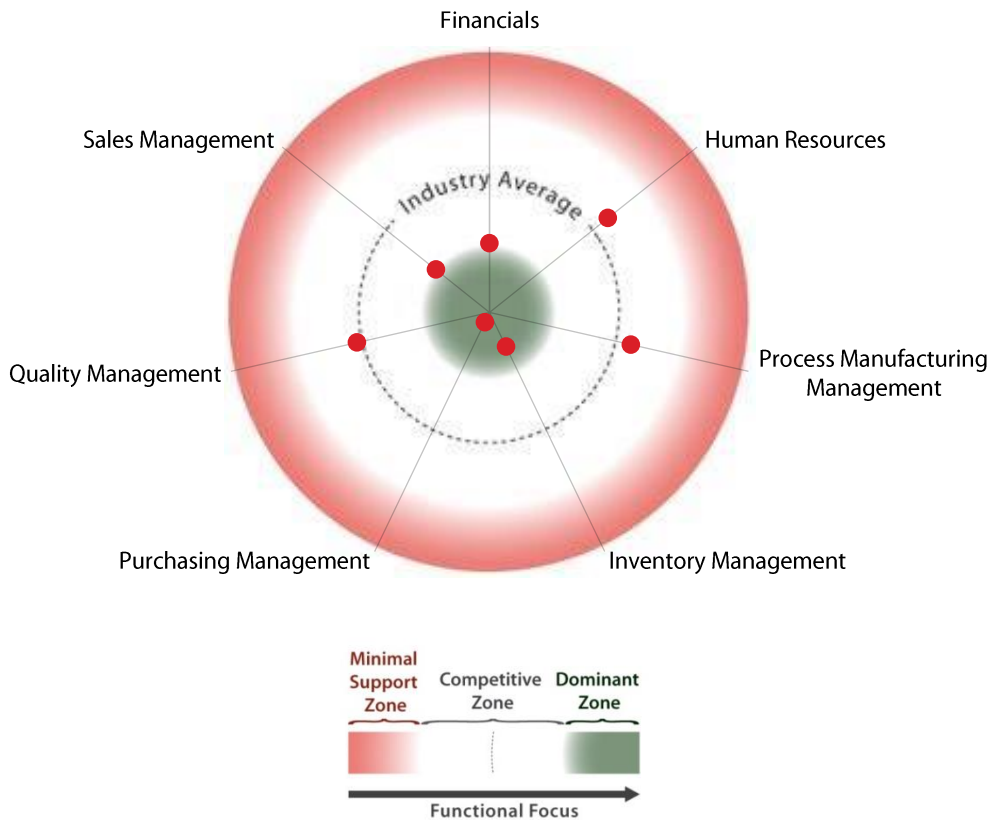 Financials
Sales Management
Human Resources
Industry Average
Quality Management
Process Manufacturing
Management
Purchasing Management
Inventory Management
Minimal
Support
Zone
Competitive
Zone
Dominant
Zone
Functional Focus